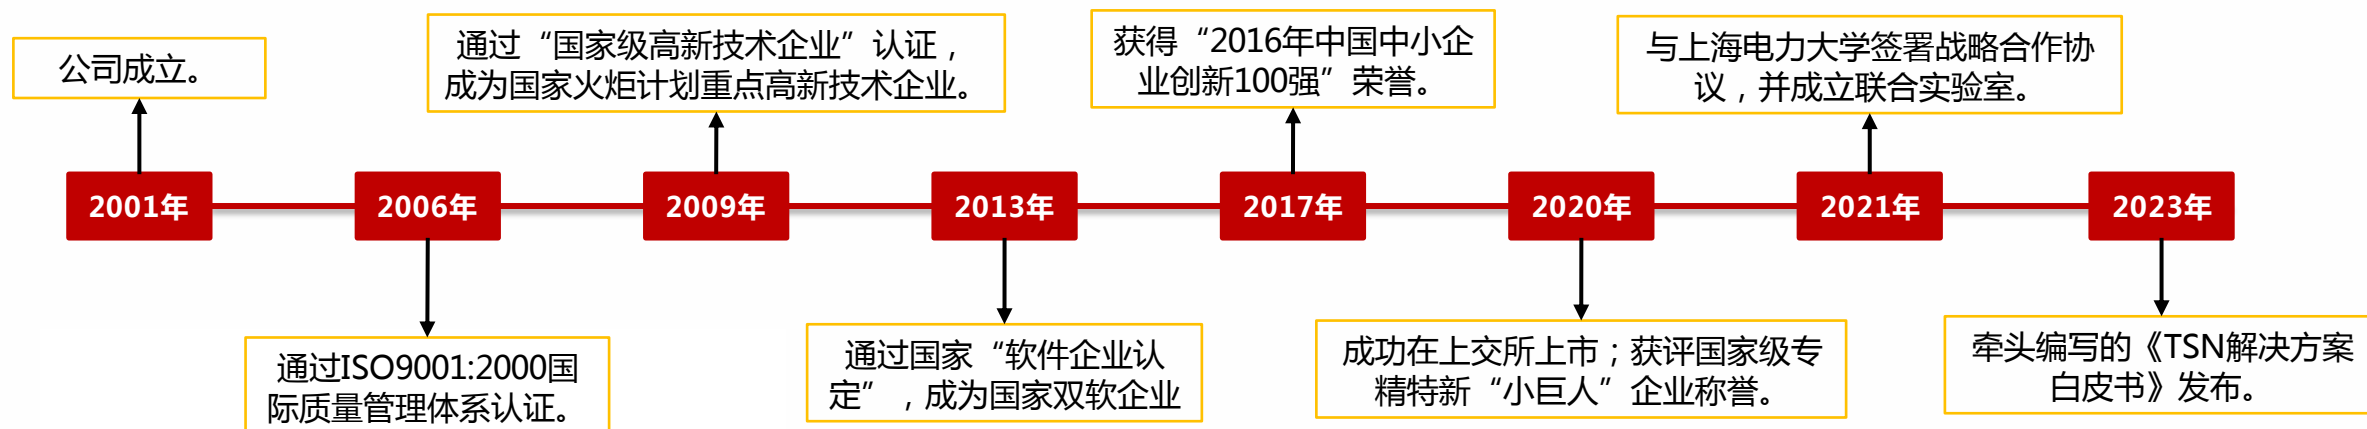 公司成立。
通过“国家级高新技术企业”认证，
成为国家火炬计划重点高新技术企业。
获得“2016年中国中小企
业创新100强”荣誉。
与上海电力大学签署战略合作协
议，并成立联合实验室。
2001年
2006年
2009年
2013年
2017年
2020年
2021年
2023年
通过ISO9001:2000国
际质量管理体系认证。
通过国家“软件企业认
定”，成为国家双软企业
成功在上交所上市；获评国家级专
精特新“小巨人”企业称誉。
牵头编写的《TSN解决方案
白皮书》发布。